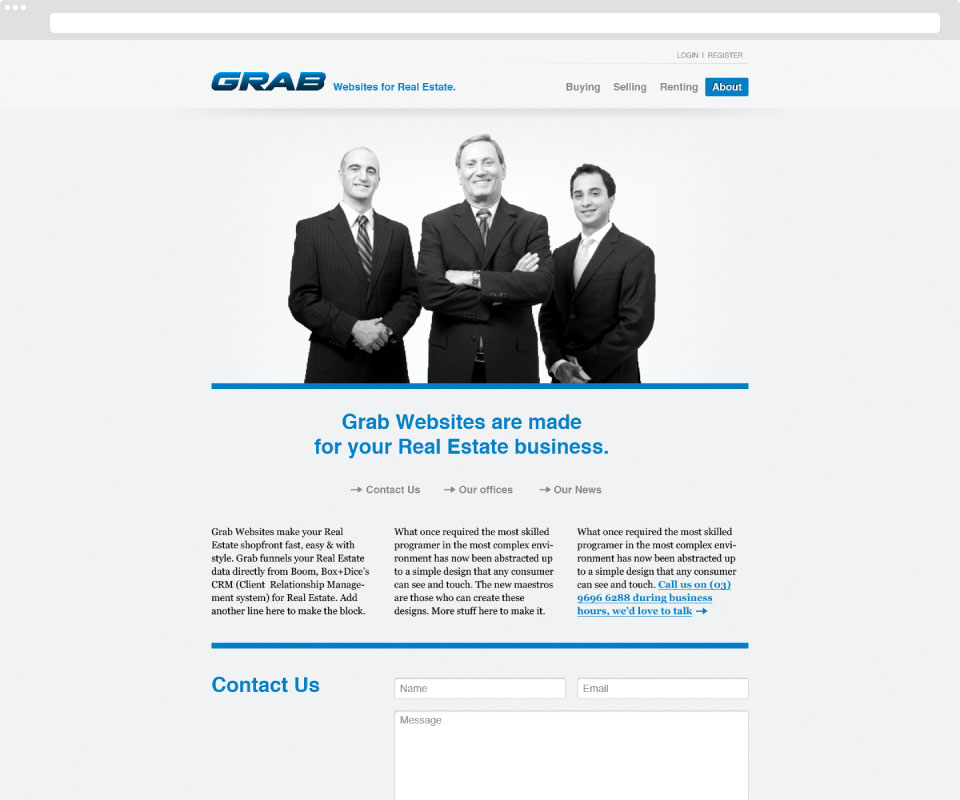 LOGIN | REGISTER
GRAB Websites for Real Estate.
Buying Selling Renting About
Grab Websites are made
for your Real Estate business.
→ Contact Us → Our offices → Our News
Grab Websites make your Real
Estate shopfront fast, easy & with
style. Grab funnels your Real Estate
data directly from Boom, Box+Dice's
CRM (Client Relationship Manage-
ment system) for Real Estate. Add
another line here to make the block.
What once required the most skilled
programer in the most complex envi-
ronment has now been abstracted up
to a simple design that any consumer
can see and touch. The new maestros
are those who can create these
designs. More stuff here to make it.
What once required the most skilled
programer in the most complex envi-
ronment has now been abstracted up
to a simple design that any consumer
can see and touch. Call us on (03)
9696 6288 during business
hours, we'd love to talk →
Contact Us
Name
Email
Message